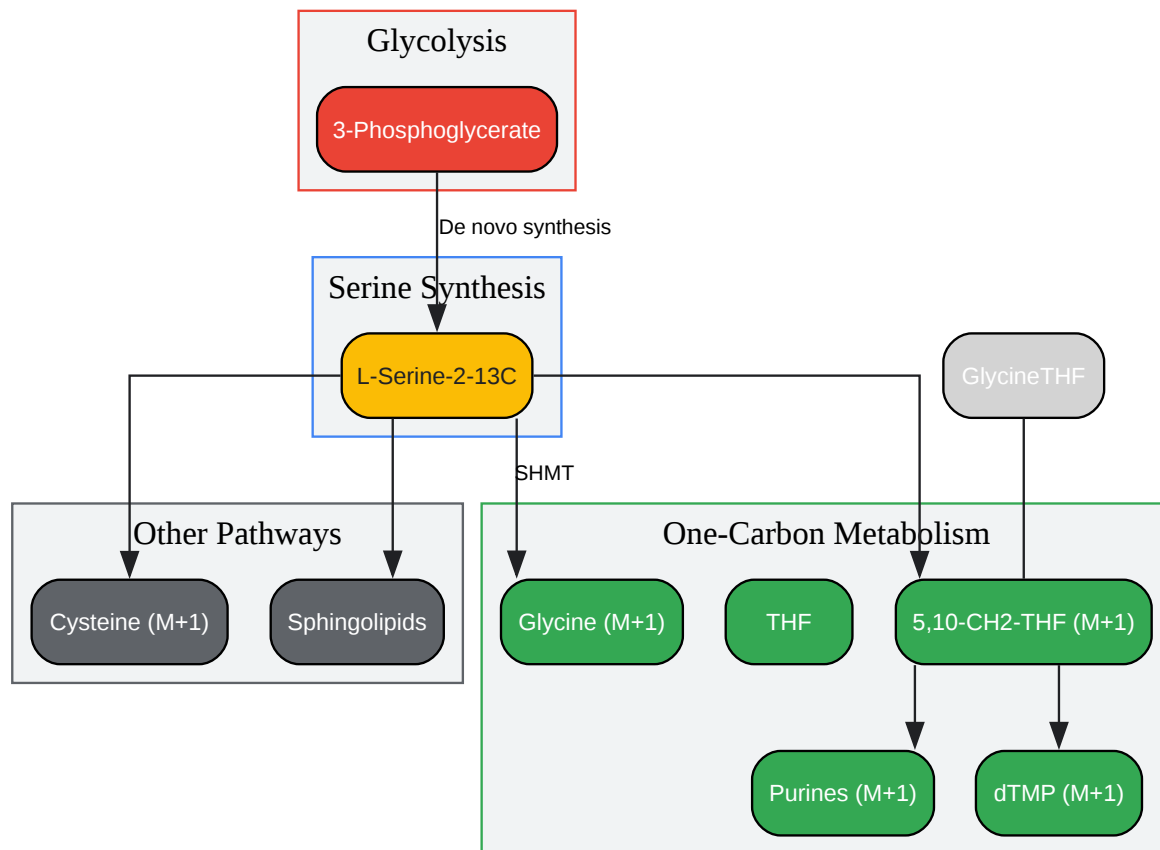 Glycolysis
3-Phosphoglycerate
De novo synthesis
Serine Synthesis
L-Serine-2-13C
GlycineTHF
SHMT
Other Pathways
One-Carbon Metabolism
Cysteine (M+1)
Sphingolipids
Glycine (M+1)
THF
5,10-CH2-THF (M+1)
Purines (M+1)
dTMP (M+1)